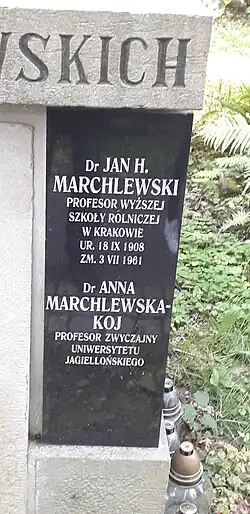 WSKICH
Dr JAN H.
MARCHLEWSKI
PROFESOR WYŻSZEJ
SZKOŁY ROLNICZEJ
W KRAKOWIE
UR. 18 IX 1908
ZM. 3 VII 1961
Dr ANNA
MARCHLEWSKA-
KOJ
PROFESOR ZWYCZAJNY
UNIWERSYTETU
JAGIELLOŃSKIEGO